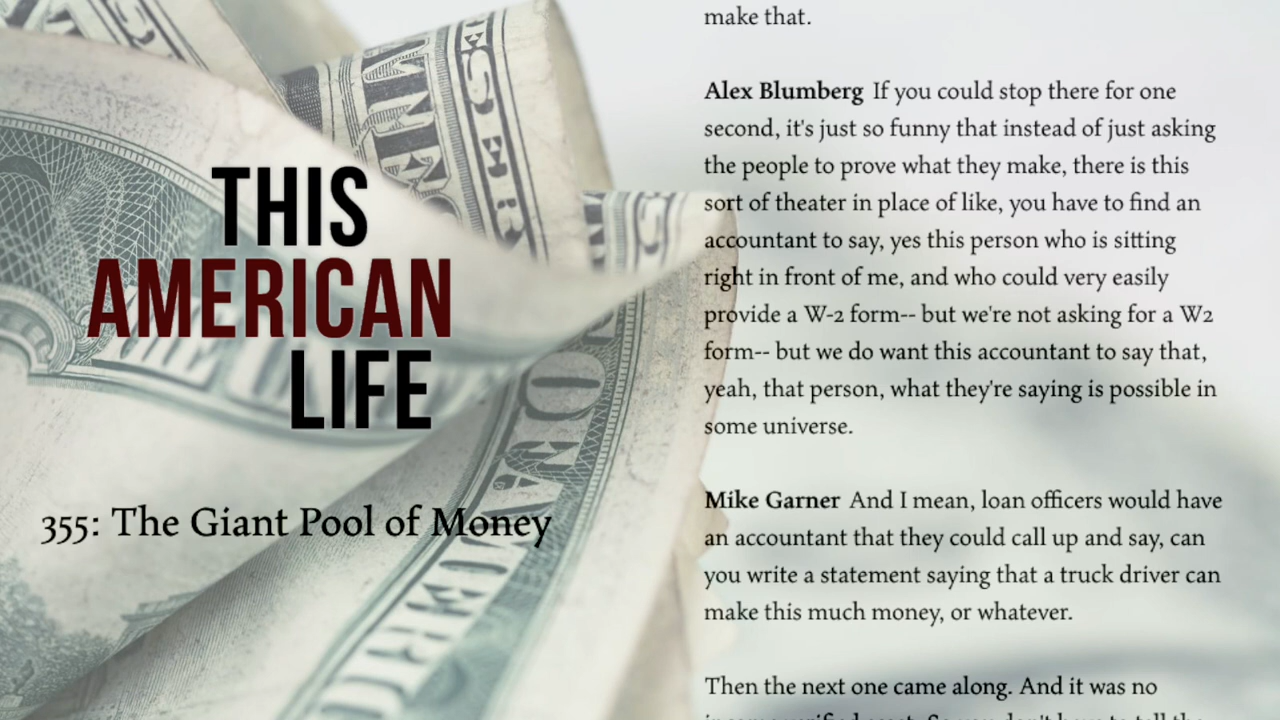 THIS
AMERICAN
LIFE
355: The Giant Pool of Money
make that.
Alex Blumberg If you could stop there for one
second, it's just so funny that instead of just asking
the people to prove what they make, there is this
sort of theater in place of like, you have to find an
accountant to say, yes this person who is sitting
right in front of me, and who could very easily
provide a W-2 form-- but we're not asking for a W2
form-- but we do want this accountant to say that,
yeah, that person, what they're saying is possible in
some universe.
Mike Garner And I mean, loan officers would have
an accountant that they could call up and say, can
you write a statement saying that a truck driver can
make this much money, or whatever.
Then the next one came along. And it was no